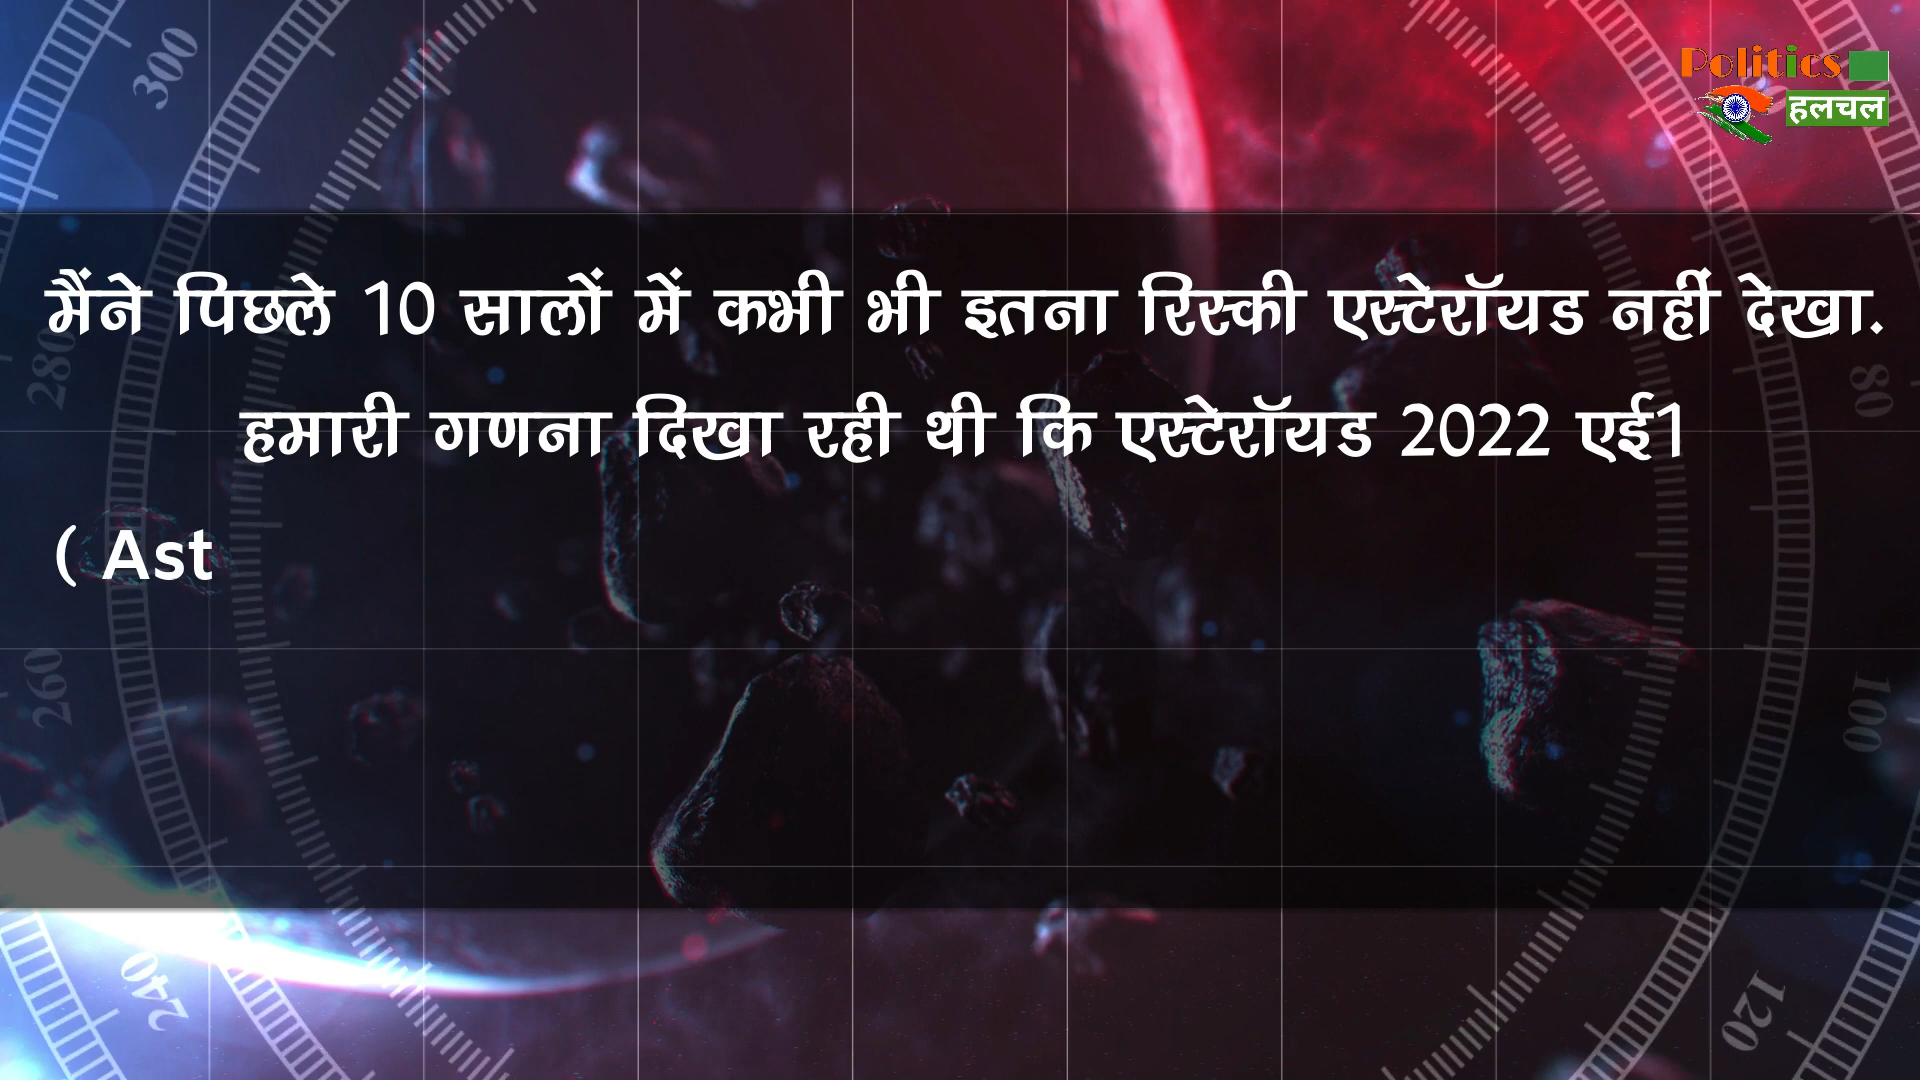 300
Politics
हलचल
मैंने पिछले 10 सालों में कभी भी इतना रिस्की एस्टेरॉयड नहीं देखा.
280
80
हमारी गणना दिखा रही थी कि एस्टेरॉयड 2022 एई1
( Ast
260
100
240
120